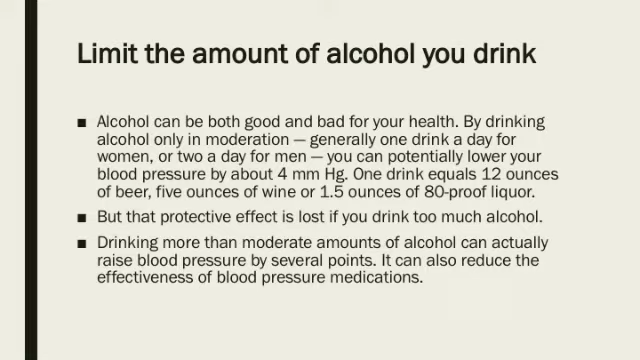 Limit the amount of alcohol you drink
■ Alcohol can be both good and bad for your health. By drinking
alcohol only in moderation — generally one drink a day for
women, or two a day for men — you can potentially lower your
blood pressure by about 4 mm Hg. One drink equals 12 ounces
of beer, five ounces of wine or 1.5 ounces of 80-proof liquor.
■ But that protective effect is lost if you drink too much alcohol.
■ Drinking more than moderate amounts of alcohol can actually
raise blood pressure by several points. It can also reduce the
effectiveness of blood pressure medications.